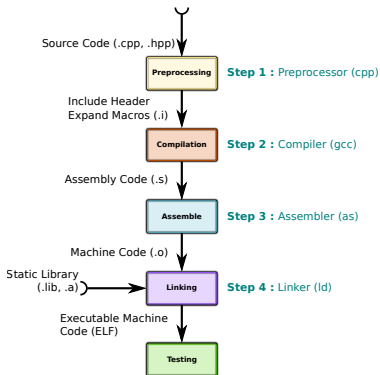 Source Code (.cpp, .hpp)
Preprocessing
Step 1 : Preprocessor (cpp)
Include Header
Expand Macros (.i)
Compilation
Step 2 : Compiler (gcc)
Assembly Code (.s)
Assemble
Step 3 : Assembler (as)
Machine Code (.o)
Static Library
(.lib, .a)
Linking
Step 4 : Linker (ld)
Executable Machine
Code (ELF)
Testing